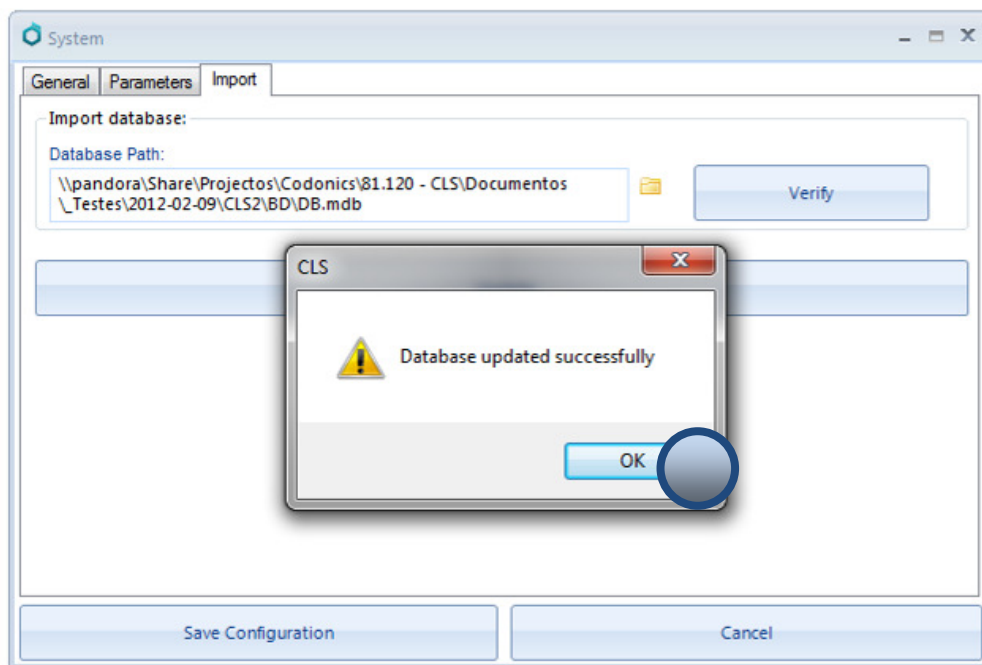 System
General Parameters Import
Import database:
Database Path:
\\pandora\Share\Projectos\Codonics\81.120 - CLS\Documentos
\_Testes\2012-02-09\CLS2\BD\DB.mdb
Verify
CLS
Database updated successfully
OK
Save Configuration Cancel